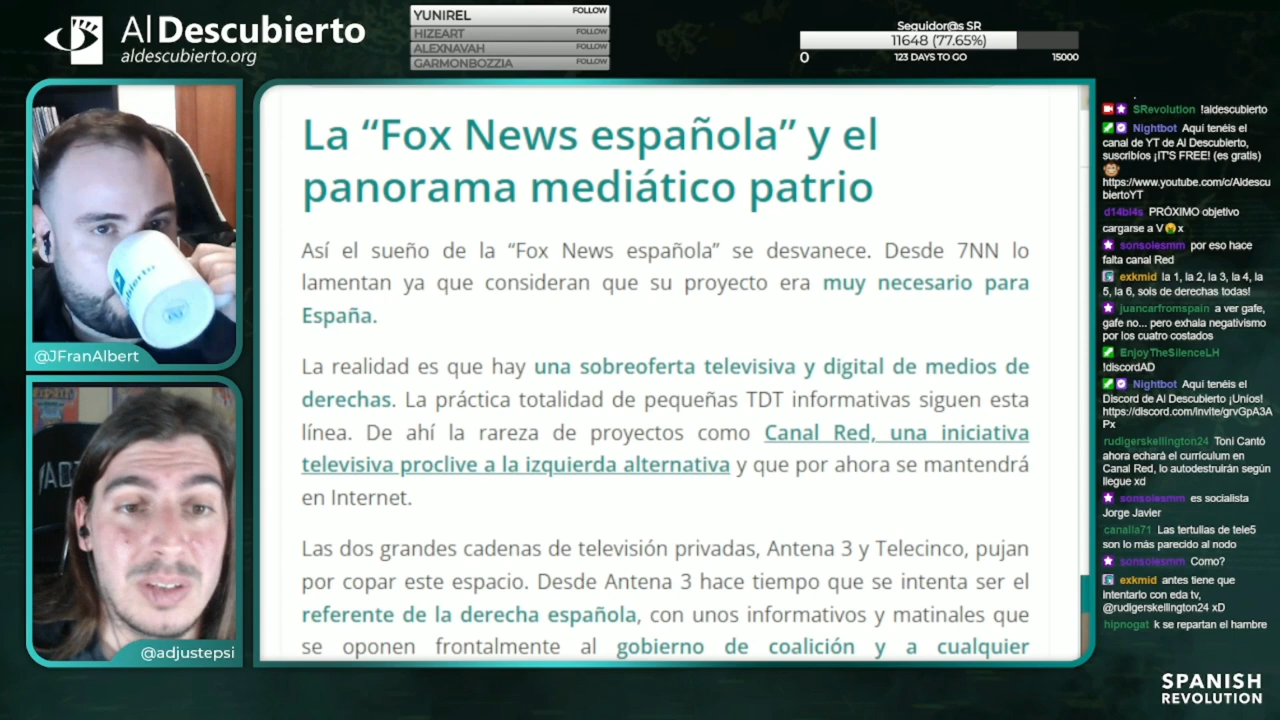 Al Descubierto
aldescubierto.org
YUNIREL FOLLOW
HIZEART FOLLOW
ALEXNAVAH FOLLOW
GARMONBOZZIA FOLLOW
Seguidor@s SR
11648 (77.65%)
0 123 DAYS TO GO 15000
@JFranAlbert
@adjustepsi
La “Fox News española” y el
panorama mediático patrio
Así el sueño de la “Fox News española” se desvanece. Desde 7NN lo
lamentan ya que consideran que su proyecto era muy necesario para
España.
La realidad es que hay una sobreoferta televisiva y digital de medios de
derechas. La práctica totalidad de pequeñas TDT informativas siguen esta
línea. De ahí la rareza de proyectos como Canal Red, una iniciativa
televisiva proclive a la izquierda alternativa y que por ahora se mantendrá
en Internet.
Las dos grandes cadenas de televisión privadas, Antena 3 y Telecinco, pujan
por copar este espacio. Desde Antena 3 hace tiempo que se intenta ser el
referente de la derecha española, con unos informativos y matinales que
se oponen frontalmente al gobierno de coalición y a cualquier
SRevolution !aldescubierto
Nightbot Aquí tenéis el
canal de YT de Al Descubierto,
suscribíos ¡IT'S FREE! (es gratis)
https://www.youtube.com/c/Aldescu
biertoYT
d14bl4s PRÓXIMO objetivo
cargarse a V x
sonsolesmm por eso hace
falta canal Red
exkmid la 1, la 2, la 3, la 4, la
5, la 6, sols de derechas todas!
juancarfromspain a ver gafe,
gafe no... pero exhala negativismo
por los cuatro costados
EnjoyTheSilenceLH
!discordAD
Nightbot Aquí tenéis el
Discord de Al Descubierto ¡Uníos!
https://discord.com/invite/grvGpA3A
Px
rudigerskellington24 Toni Cantó
ahora echará el currículum en
Canal Red, lo autodestruirán según
llegue xd
sonsolesmm es socialista
Jorge Javier
canalla71 Las tertulias de tele5
son lo más parecido al nodo
sonsolesmm Como?
exkmid antes tiene que
intentarlo con eda tv,
@rudigerskellington24 xD
hipnogat k se repartan el hambre
SPANISH
REVOLUTION